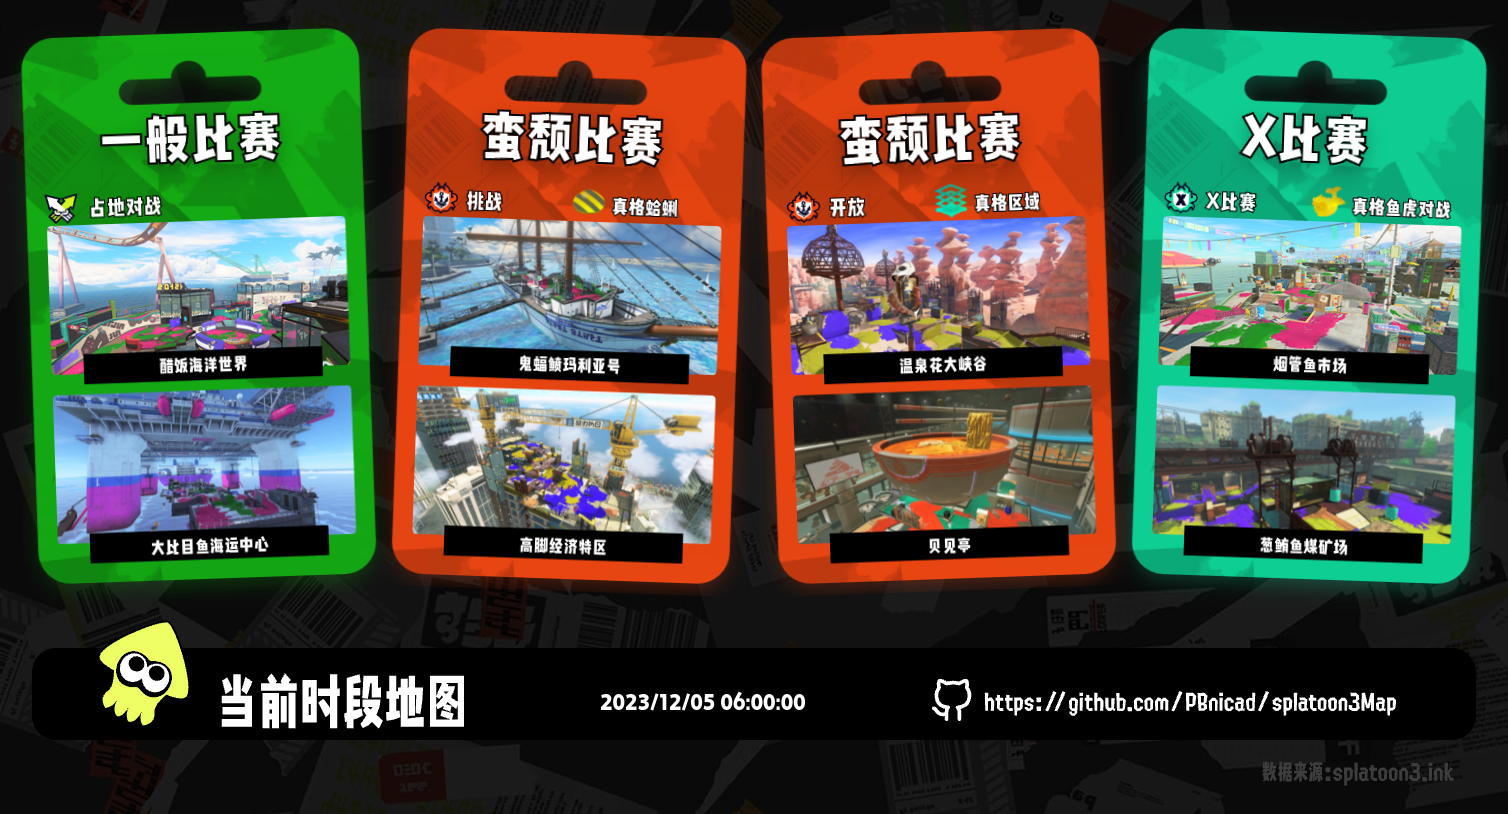 一般比赛
占地对战
醋饭海洋世界
大比目鱼海运中心
蛮颓比赛
挑战 真格蛤蜊
鬼蝠鲼玛利亚号
高脚经济特区
蛮颓比赛
开放 真格区域
温泉花大峡谷
贝见亭
X比赛
X比赛 真格鱼虎对战
烟管鱼市场
葱鲔鱼煤矿场
当前时段地图
2023/12/05 06:00:00
https://github.com/PBnicad/splatoon3Map
数据来源:splatoon3.ink